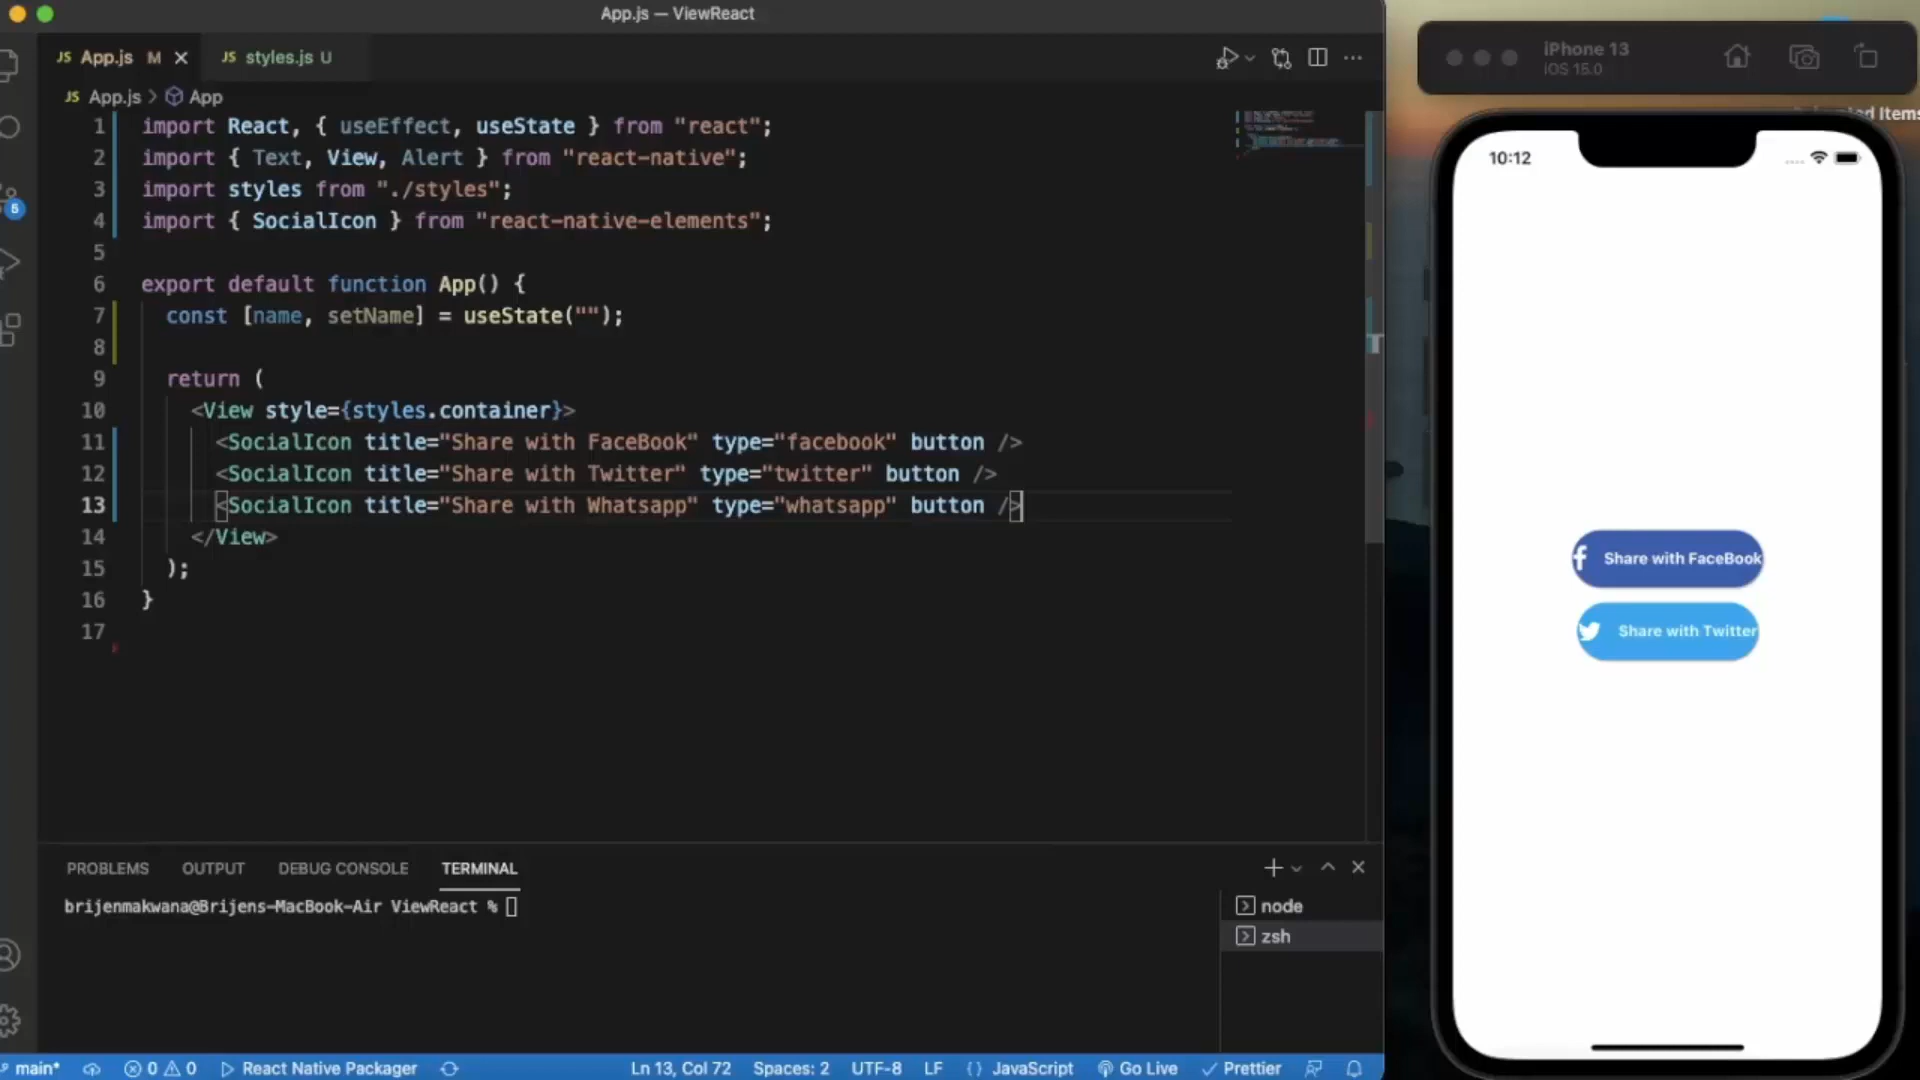 App.js — ViewReact
JS App.js M
JS styles.js U
JS App.js > App
1 import React, { useEffect, useState } from "react";
2 import { Text, View, Alert } from "react-native";
3 import styles from "./styles";
4 import { SocialIcon } from "react-native-elements";
5
6 export default function App() {
7 const [name, setName] = useState("");
8
9 return (
10 <View style={styles.container}>
11 <SocialIcon title="Share with FaceBook" type="facebook" button />
12 <SocialIcon title="Share with Twitter" type="twitter" button />
13 <SocialIcon title="Share with Whatsapp" type="whatsapp" button />
14 </View>
15 );
16 }
17
5
PROBLEMS OUTPUT DEBUG CONSOLE TERMINAL
brijenmakwana@Brijens-MacBook-Air ViewReact %
node
zsh
main* 0 0 React Native Packager Ln 13, Col 72 Spaces: 2 UTF-8 LF {} JavaScript Go Live Prettier
iPhone 13
iOS 15.0
Items
10:12
Share with FaceBook
Share with Twitter